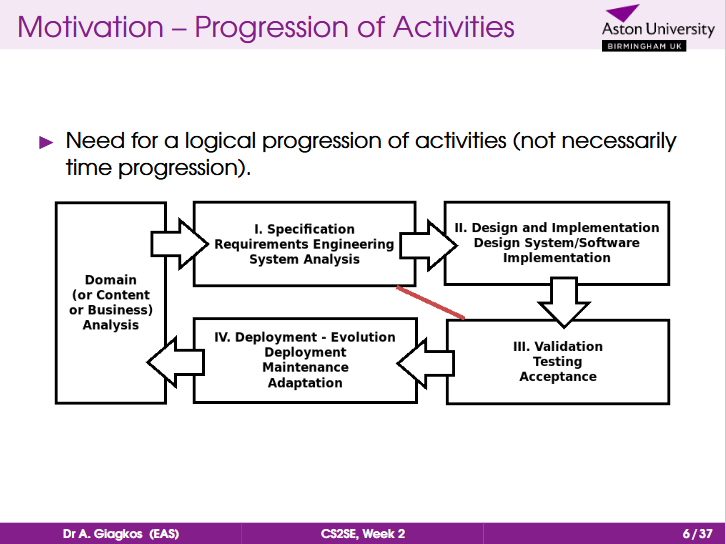 Motivation – Progression of Activities
Aston University
BIRMINGHAM UK
Need for a logical progression of activities (not necessarily
time progression).
Domain
(or Content
or Business)
Analysis
I. Specification
Requirements Engineering
System Analysis
II. Design and Implementation
Design System/Software
Implementation
IV. Deployment - Evolution
Deployment
Maintenance
Adaptation
III. Validation
Testing
Acceptance
Dr A. Giagkos (EAS)
CS2SE, Week 2
6 / 37